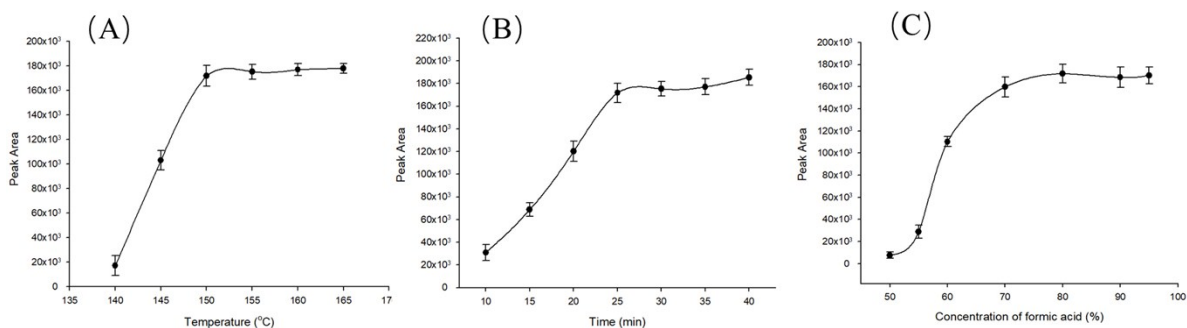 (A)
Peak Area
200x10³
180x10³
160x10³
140x10³
120x10³
100x10³
80x10³
60x10³
40x10³
20x10³
0
135 140 145 150 155 160 165 17
Temperature (°C)
(B)
Peak Area
220x10³
200x10³
180x10³
160x10³
140x10³
120x10³
100x10³
80x10³
60x10³
40x10³
20x10³
0
10 15 20 25 30 35 40
Time (min)
(C)
Peak Area
200x10³
180x10³
160x10³
140x10³
120x10³
100x10³
80x10³
60x10³
40x10³
20x10³
0
50 60 70 80 90 100
Concentration of formic acid (%)